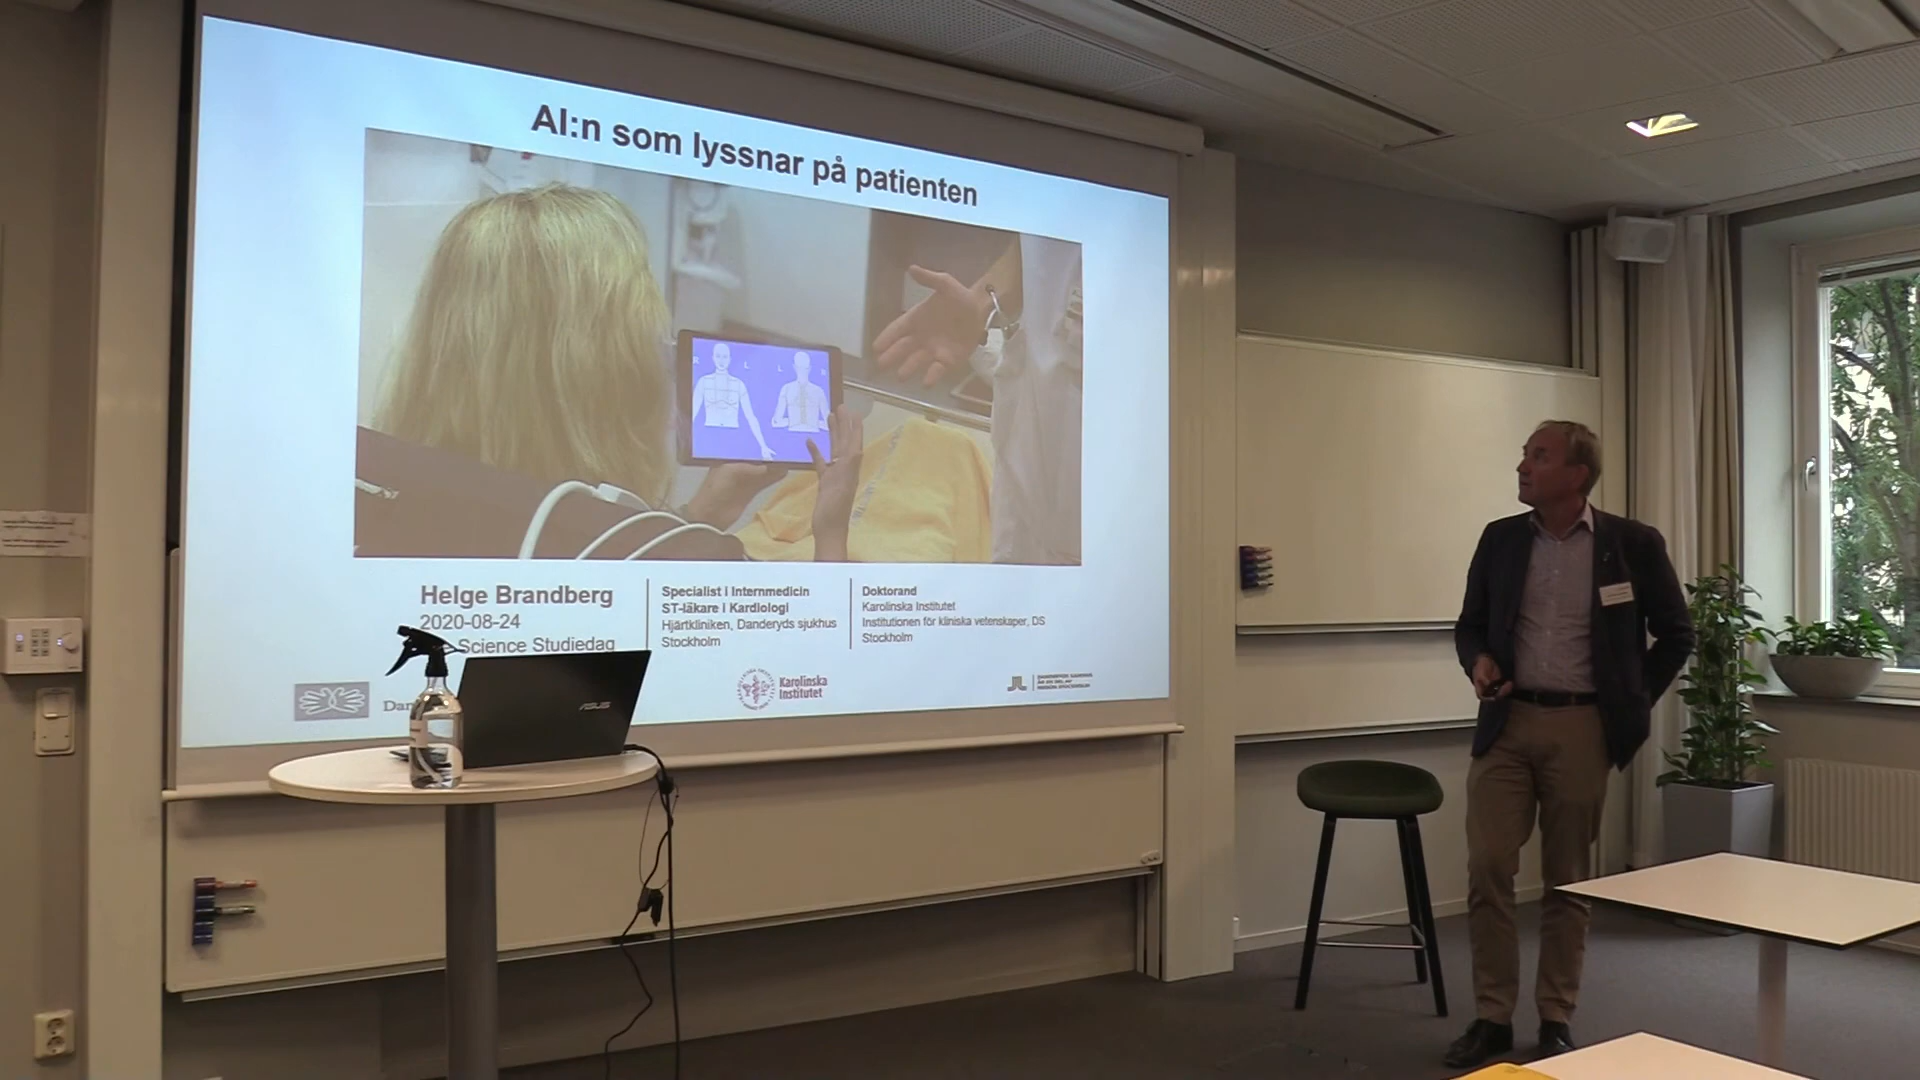 AI:n som lyssnar på patienten
R L L R
Helge Brandberg
2020-08-24
Science Studiedag
Specialist i Internmedicin
ST-läkare i Kardiologi
Hjärtkliniken, Danderyds sjukhus
Stockholm
Doktorand
Karolinska Institutet
Institutionen för kliniska vetenskaper, DS
Stockholm
Karolinska
Institutet
ASUS